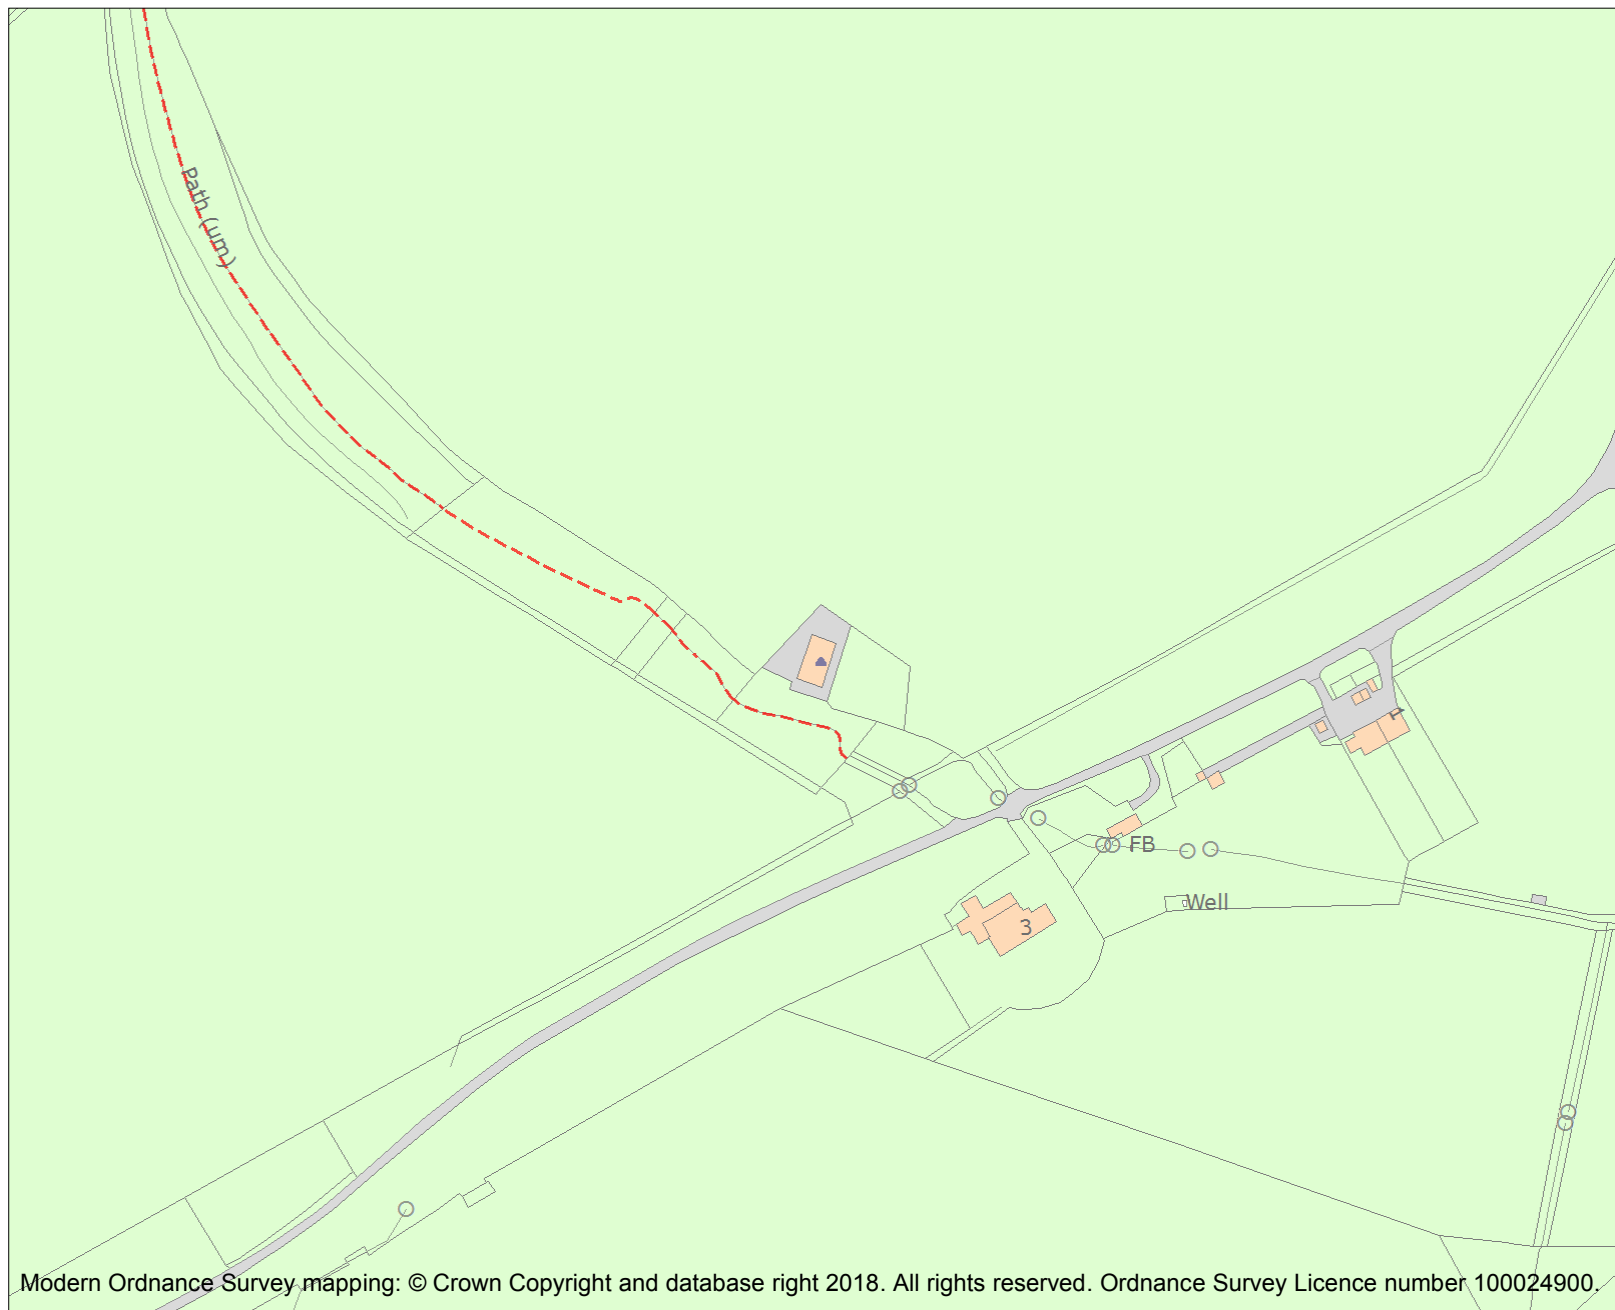 Path (um)
4
FB
Well
3
Modern Ordnance Survey mapping: © Crown Copyright and database right 2018. All rights reserved. Ordnance Survey Licence number 100024900.